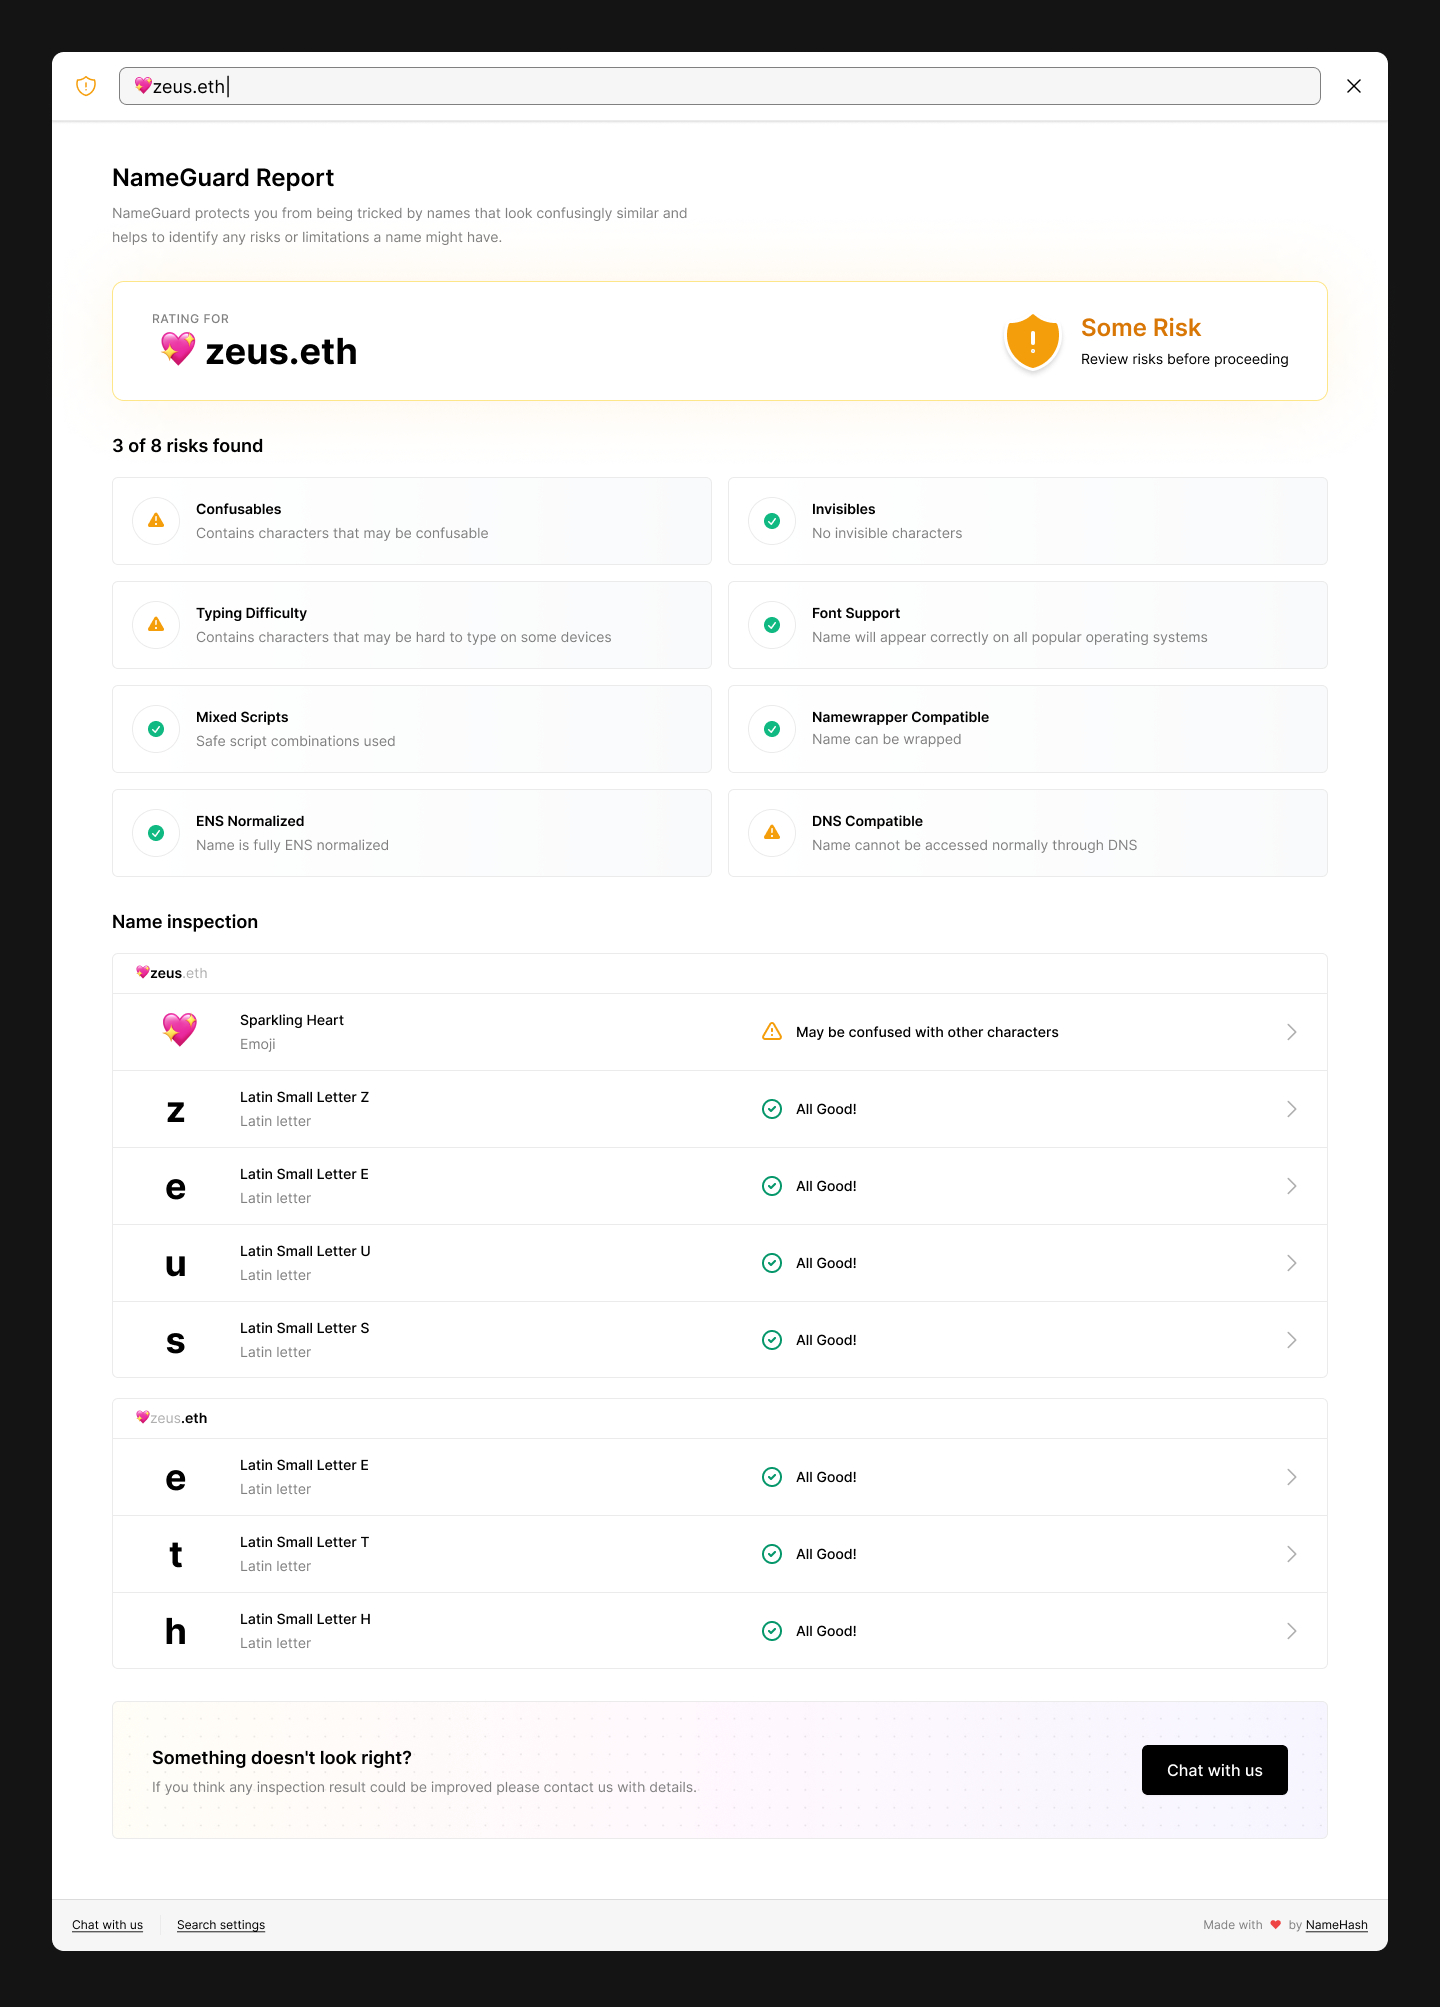 💖zeus.eth
NameGuard Report
NameGuard protects you from being tricked by names that look confusingly similar and
helps to identify any risks or limitations a name might have.
RATING FOR
💖 zeus.eth
Some Risk
Review risks before proceeding
3 of 8 risks found
Confusables
Contains characters that may be confusable
Invisibles
No invisible characters
Typing Difficulty
Contains characters that may be hard to type on some devices
Font Support
Name will appear correctly on all popular operating systems
Mixed Scripts
Safe script combinations used
Namewrapper Compatible
Name can be wrapped
ENS Normalized
Name is fully ENS normalized
DNS Compatible
Name cannot be accessed normally through DNS
Name inspection
💖zeus.eth
💖
Sparkling Heart
Emoji
May be confused with other characters
z
Latin Small Letter Z
Latin letter
All Good!
e
Latin Small Letter E
Latin letter
All Good!
u
Latin Small Letter U
Latin letter
All Good!
s
Latin Small Letter S
Latin letter
All Good!
💖zeus.eth
e
Latin Small Letter E
Latin letter
All Good!
t
Latin Small Letter T
Latin letter
All Good!
h
Latin Small Letter H
Latin letter
All Good!
Something doesn't look right?
If you think any inspection result could be improved please contact us with details.
Chat with us
Chat with us
Search settings
Made with ❤ by NameHash